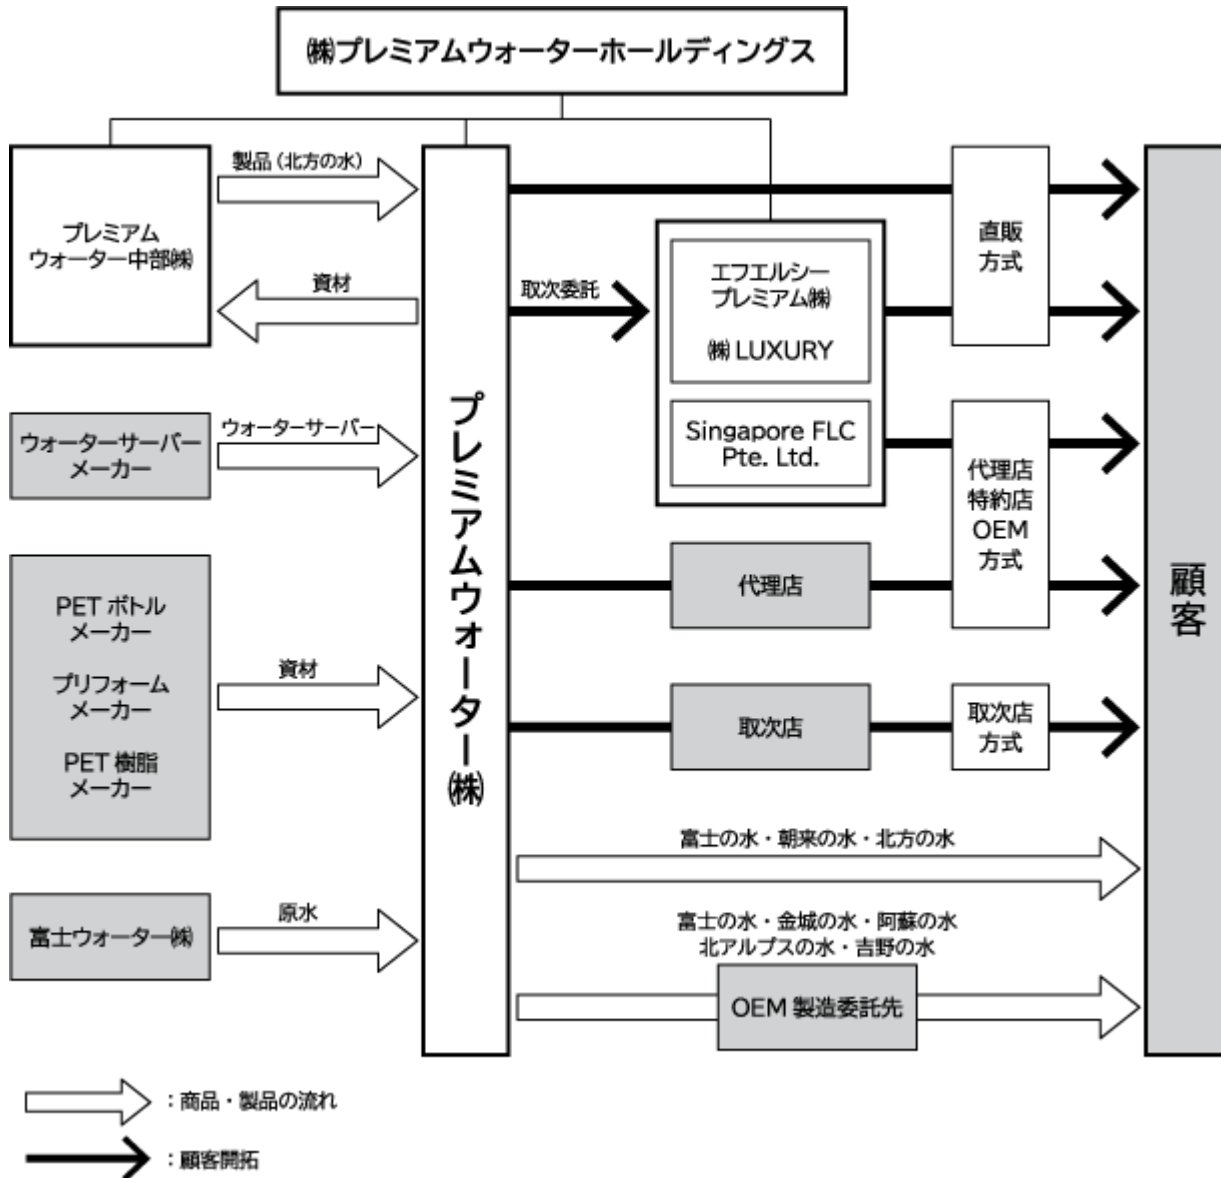 ㈱プレミアムウォーターホールディングス
プレミアム
ウォーター中部㈱
製品（北方の水）
資材
ウォーターサーバー
メーカー
ウォーターサーバー
PET ボトル
メーカー
プリフォーム
メーカー
PET 樹脂
メーカー
資材
富士ウォーター㈱
原水
プレミアムウォーター㈱
取次委託
エフエルシー
プレミアム㈱
㈱ LUXURY
Singapore FLC
Pte. Ltd.
代理店
取次店
直販
方式
代理店
特約店
OEM
方式
取次店
方式
富士の水・朝来の水・北方の水
富士の水・金城の水・阿蘇の水
北アルプスの水・吉野の水
OEM 製造委託先
顧客
：商品・製品の流れ
：顧客開拓